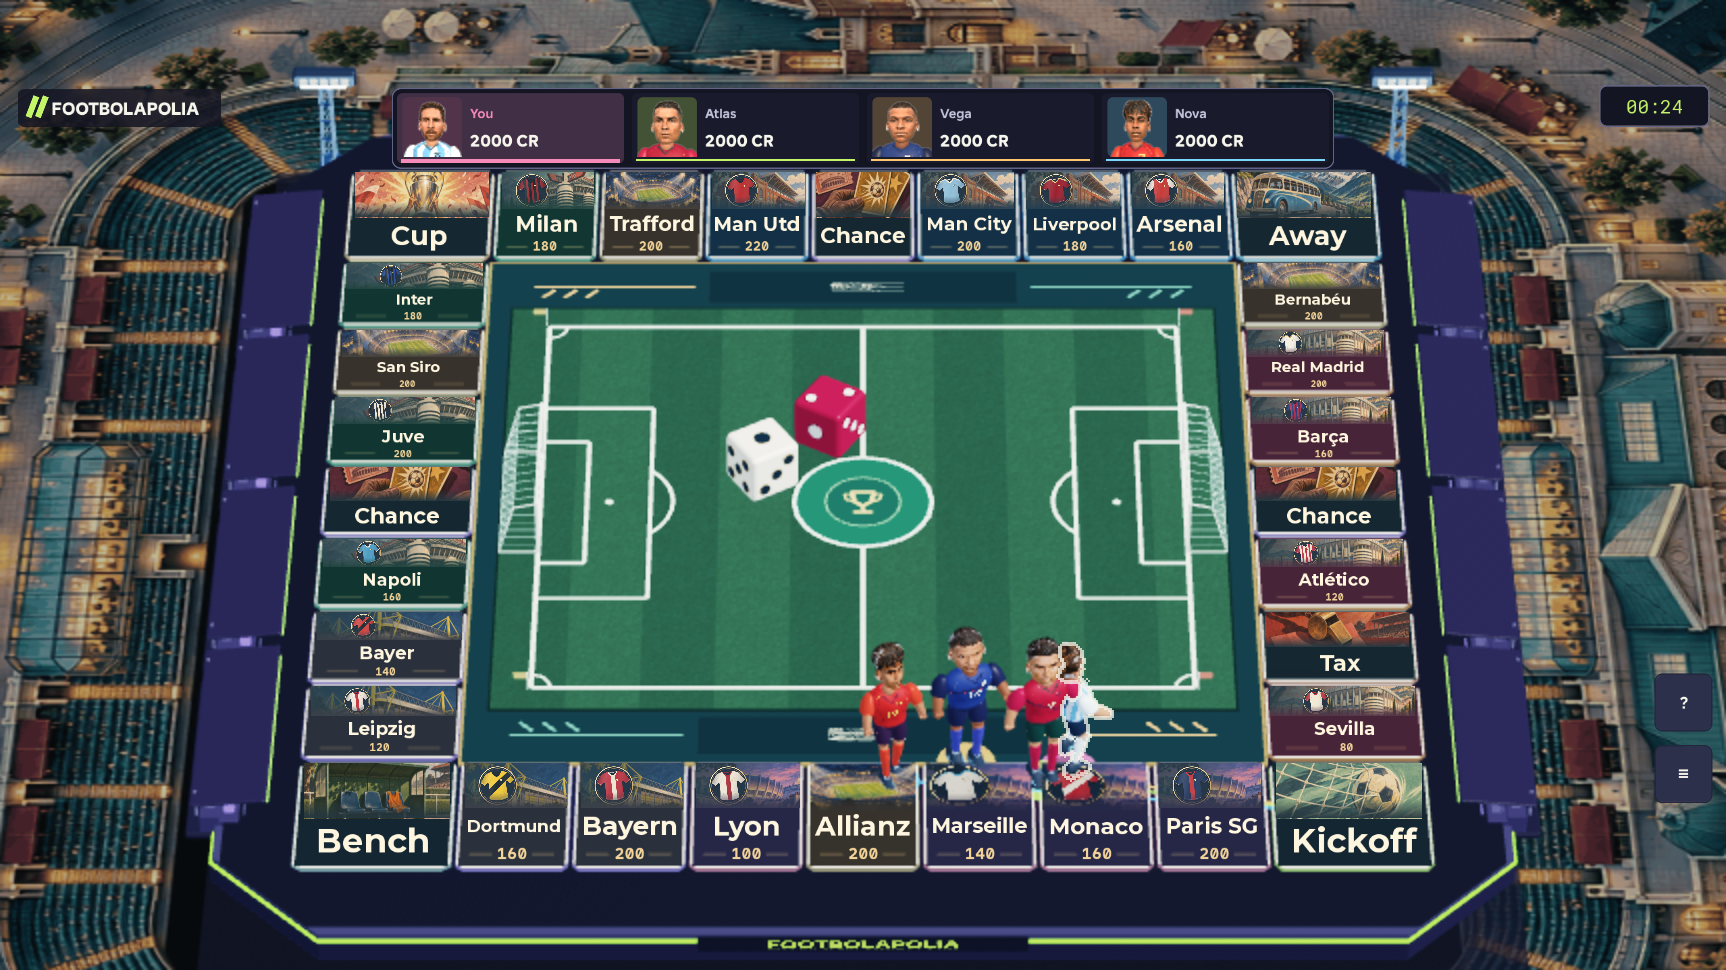 FOOTBOLAPOLIA
You
2000 CR
Atlas
2000 CR
Vega
2000 CR
Nova
2000 CR
00:24
Cup
Milan
180
Trafford
200
Man Utd
220
Chance
Man City
200
Liverpool
180
Arsenal
160
Away
Inter
180
Bernabéu
200
San Siro
200
Real Madrid
200
Juve
200
Barça
160
Chance
Chance
Napoli
160
Atlético
120
Bayer
140
Tax
Leipzig
120
Sevilla
80
Bench
Dortmund
160
Bayern
200
Lyon
100
Allianz
200
Marseille
140
Monaco
160
Paris SG
200
Kickoff
?
FOOTBOLAPOLIA